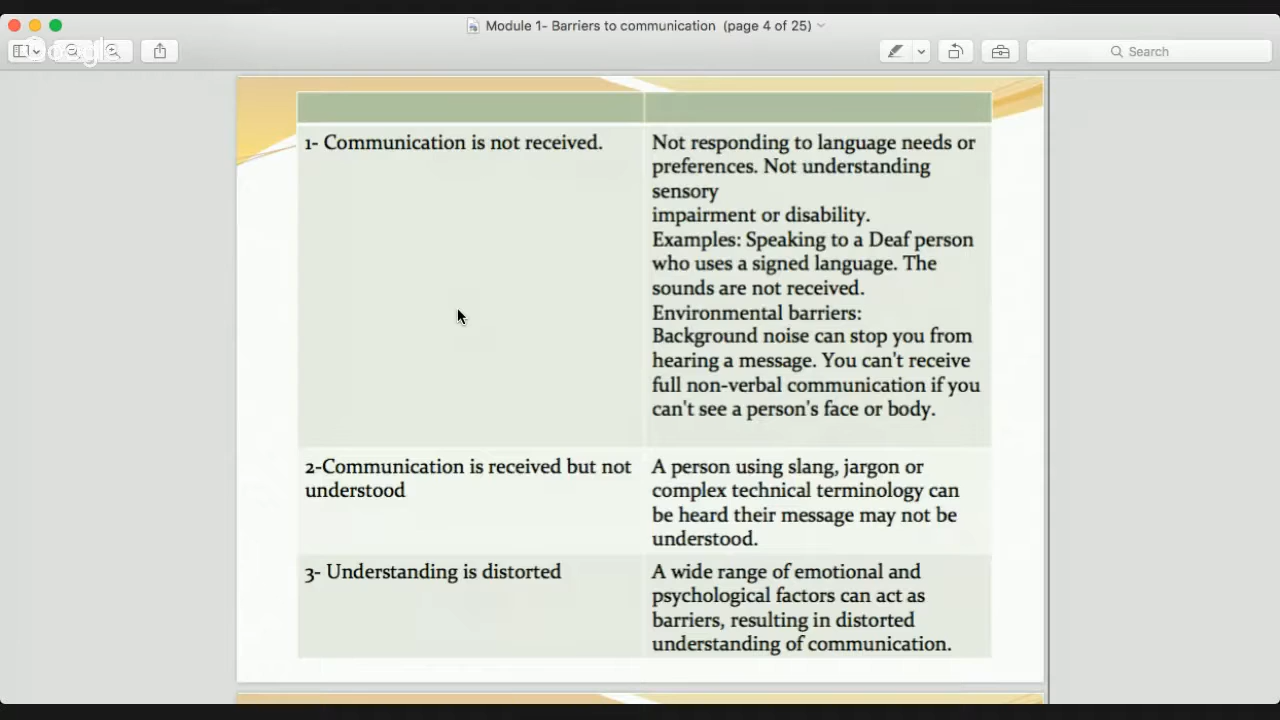 Module 1- Barriers to communication (page 4 of 25)
Google
Search
1- Communication is not received.
Not responding to language needs or
preferences. Not understanding
sensory
impairment or disability.
Examples: Speaking to a Deaf person
who uses a signed language. The
sounds are not received.
Environmental barriers:
Background noise can stop you from
hearing a message. You can't receive
full non-verbal communication if you
can't see a person's face or body.
2-Communication is received but not
understood
A person using slang, jargon or
complex technical terminology can
be heard their message may not be
understood.
3- Understanding is distorted
A wide range of emotional and
psychological factors can act as
barriers, resulting in distorted
understanding of communication.